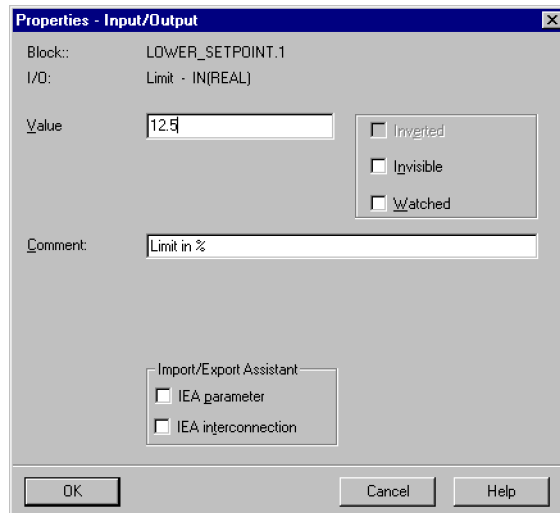 Properties - Input/Output
Block:: LOWER_SETPOINT.1
I/O: Limit - IN(REAL)
Value 12.5
Inverted
Invisible
Watched
Comment: Limit in %
Import/Export Assistant
IEA parameter
IEA interconnection
OK Cancel Help